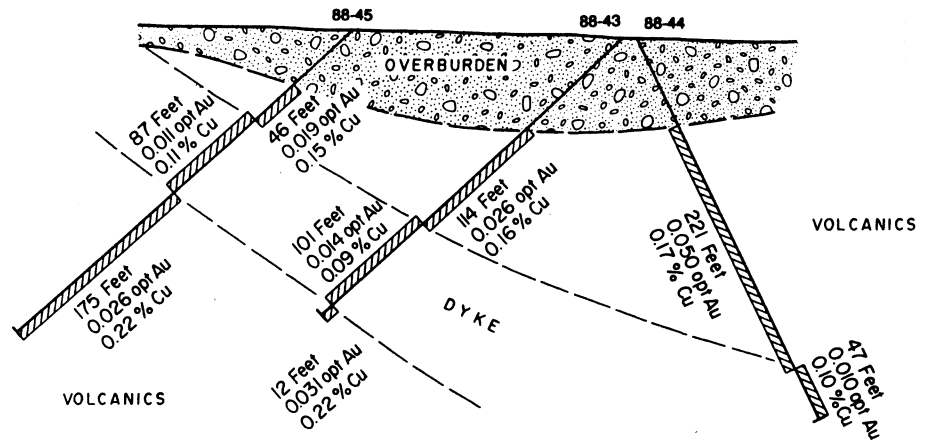 88-45
88-43
88-44
OVERBURDEN
87 Feet
0.011 opt Au
0.11 % Cu
46 Feet
0.019 opt Au
0.15 %
175 Feet
0.026 opt Au
0.22 % Cu
101 Feet
0.014 opt Au
0.09 % Cu
114 Feet
0.026 opt Au
0.16 % Cu
12 Feet
0.031 opt Au
0.22 % Cu
221 Feet
0.050 opt Au
0.17 % Cu
47 Feet
0.010 opt Au
0.10 % Cu
DYKE
VOLCANICS
VOLCANICS